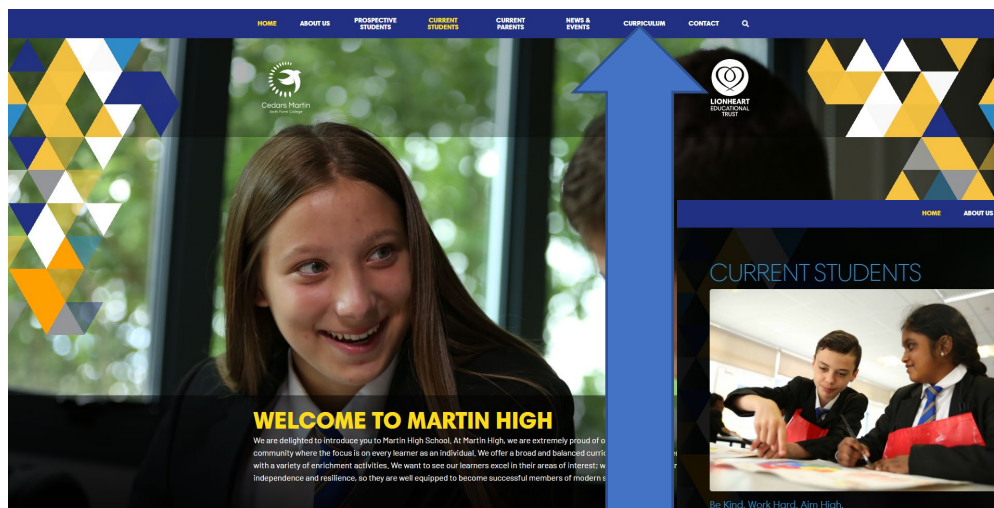 HOME ABOUT US PROSPECTIVE STUDENTS CURRENT STUDENTS CURRENT PARENTS NEWS & EVENTS CURRICULUM CONTACT
Cedars Martin
Sixth Form College
LIONHEART
EDUCATIONAL
TRUST
WELCOME TO MARTIN HIGH
We are delighted to introduce you to Martin High School. At Martin High, we are extremely proud of
community where the focus is on every learner as an individual. We offer a broad and balanced
with a variety of enrichment activities. We want to see our learners excel in their areas of interest;
independence and resilience, so they are well equipped to become successful members of modern
HOME ABOUT US
CURRENT STUDENTS
Be Kind. Work Hard. Aim High.